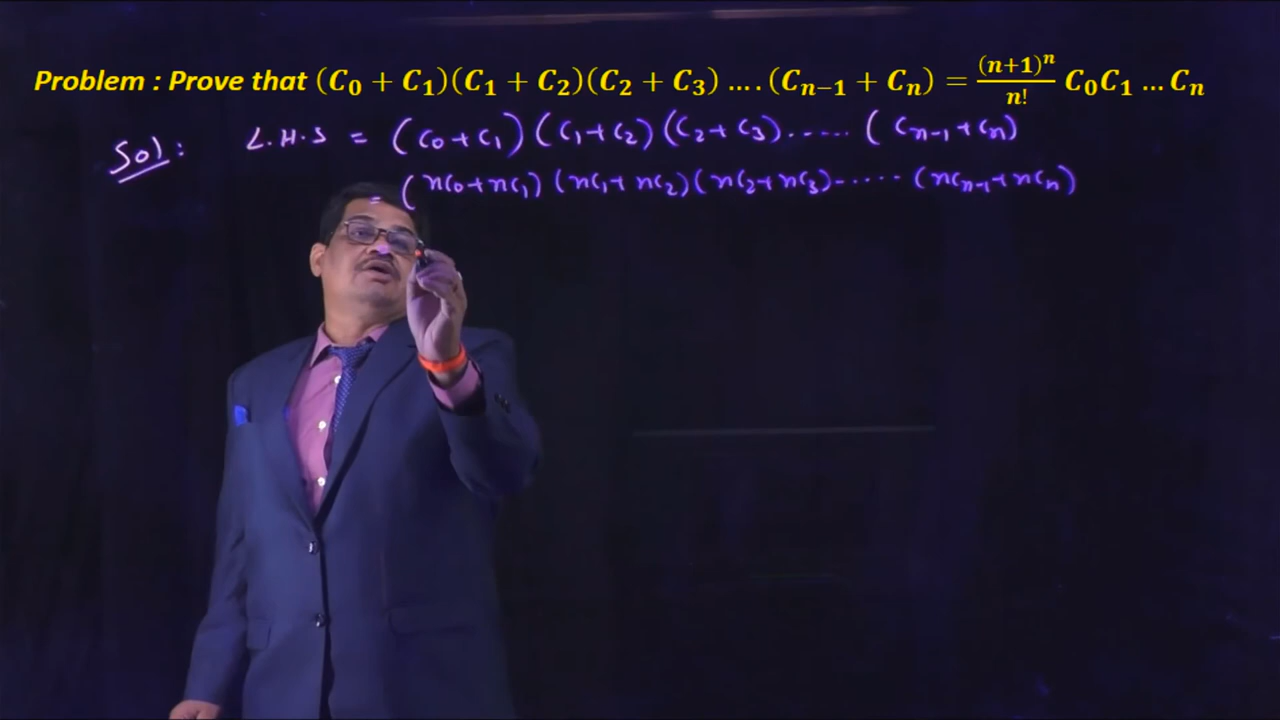 Problem : Prove that (C₀ + C₁)(C₁ + C₂)(C₂ + C₃) .... (Cₙ₋₁ + Cₙ) = (n+1)ⁿ/n! C₀C₁ ... Cₙ
Sol : L.H.S = (C₀+C₁)(C₁+C₂)(C₂+C₃)......(Cₙ₋₁+Cₙ)
= (nC₀+nC₁)(nC₁+nC₂)(nC₂+nC₃)-.....(nCₙ₋₁+nCₙ)